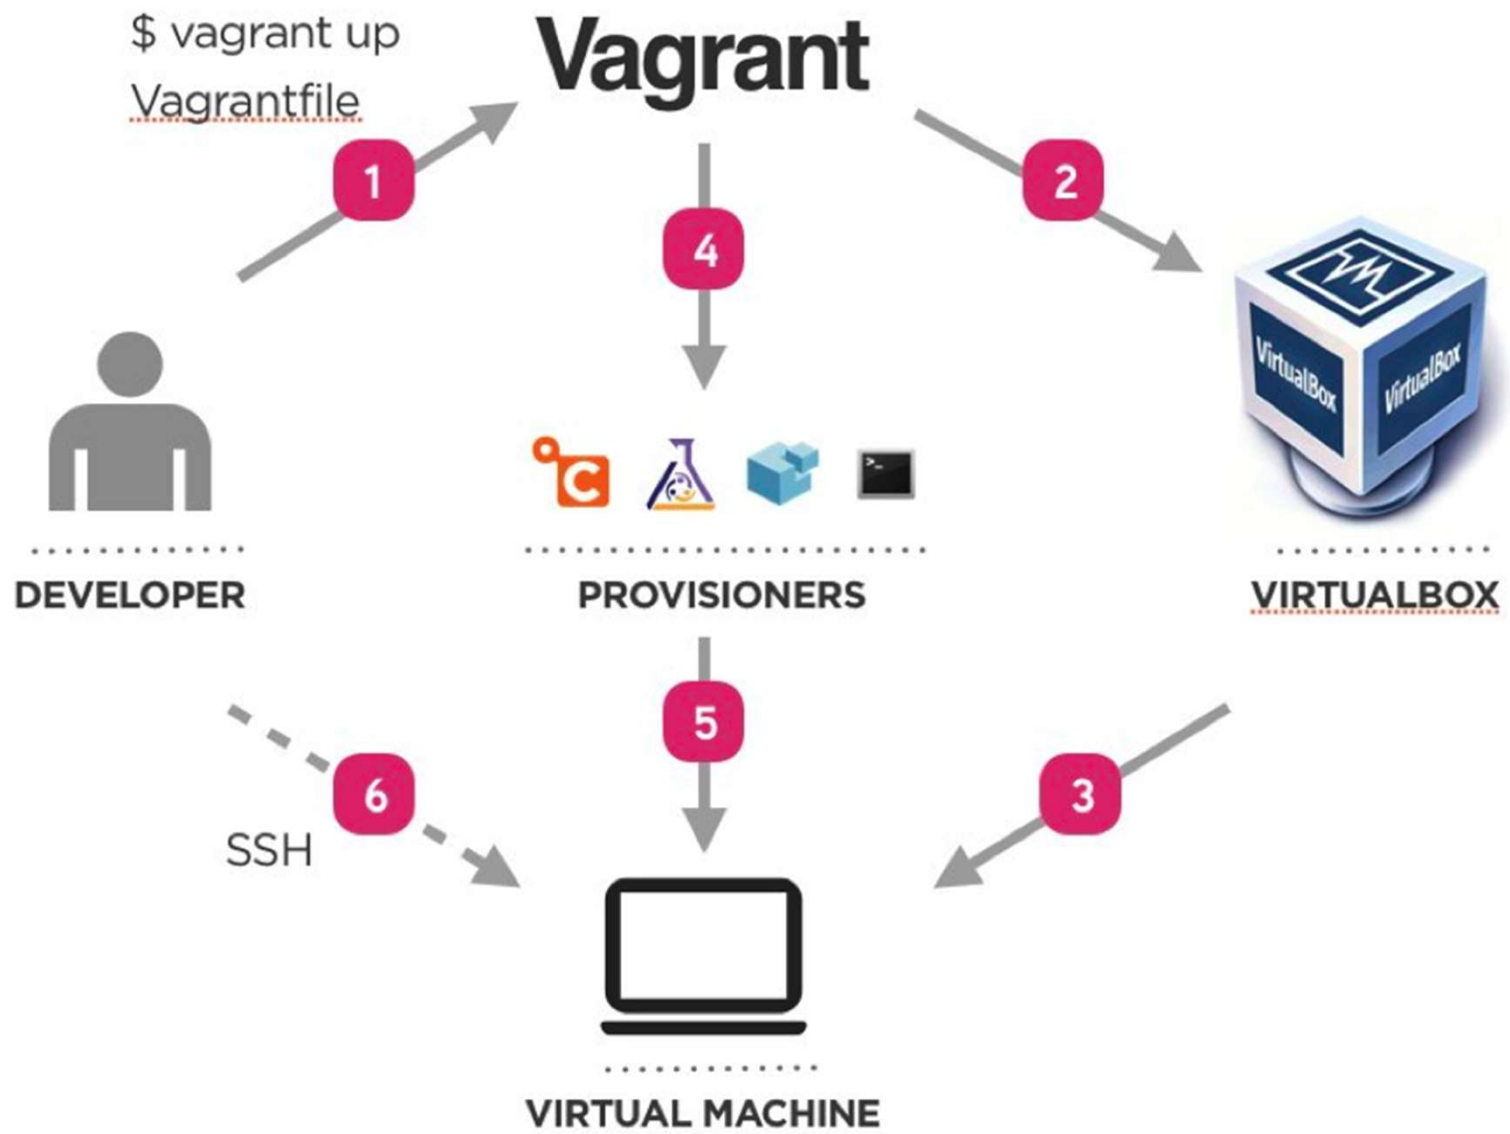 $ vagrant up
Vagrantfile
Vagrant
1
2
4
VirtualBox
VirtualBox
C
>_
DEVELOPER
PROVISIONERS
VIRTUALBOX
5
6
3
SSH
VIRTUAL MACHINE